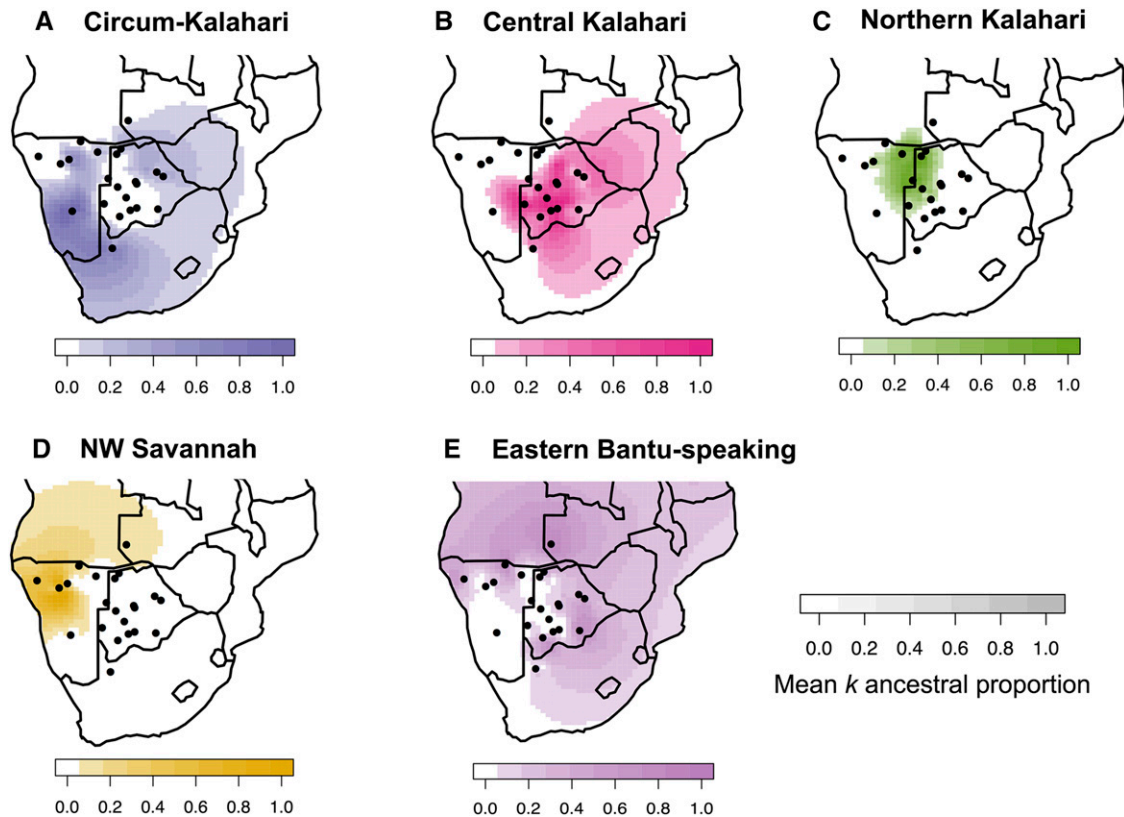 A Circum-Kalahari
B Central Kalahari
C Northern Kalahari
0.0 0.2 0.4 0.6 0.8 1.0
0.0 0.2 0.4 0.6 0.8 1.0
0.0 0.2 0.4 0.6 0.8 1.0
D NW Savannah
E Eastern Bantu-speaking
0.0 0.2 0.4 0.6 0.8 1.0
Mean k ancestral proportion
0.0 0.2 0.4 0.6 0.8 1.0
0.0 0.2 0.4 0.6 0.8 1.0